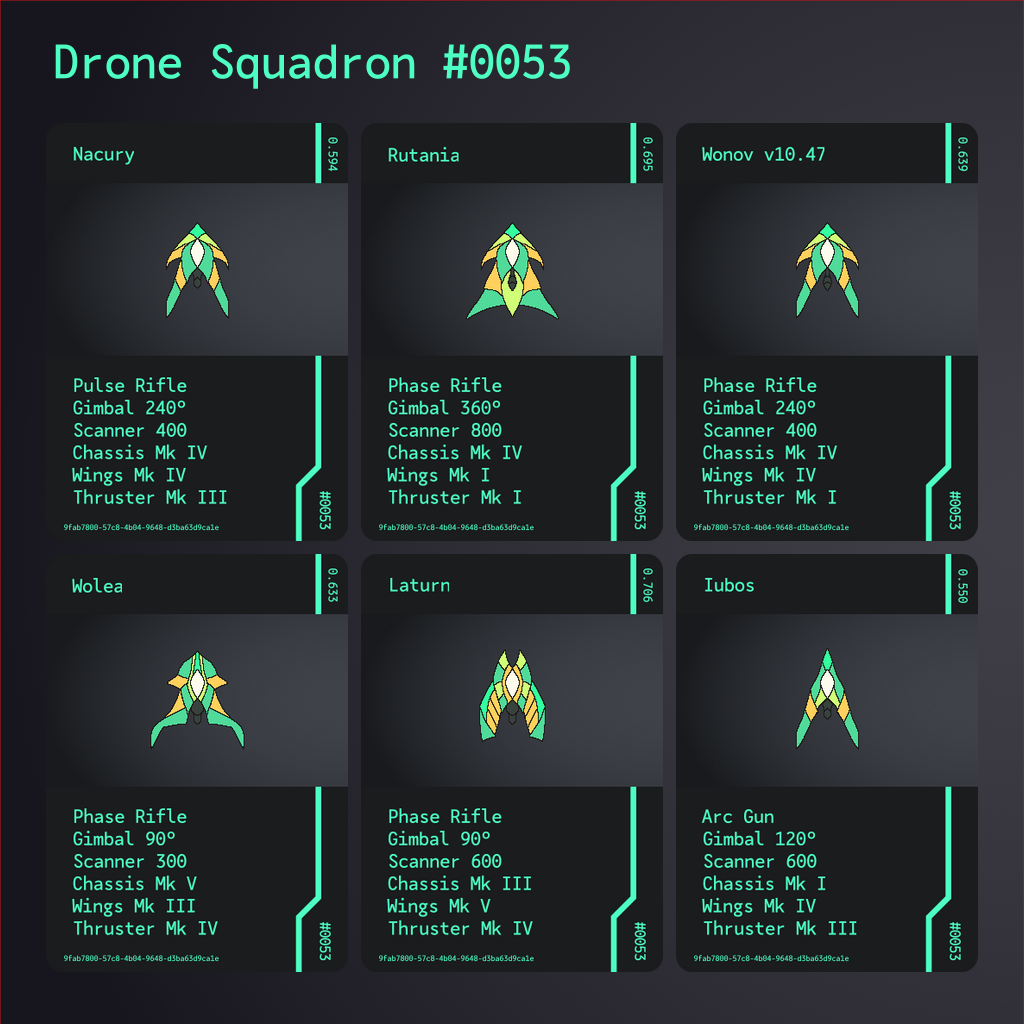 Drone Squadron #0053
Nacury
0.594
Pulse Rifle
Gimbal 240º
Scanner 400
Chassis Mk IV
Wings Mk IV
Thruster Mk III
#0053
9fab7800-57c8-4b04-9648-d3ba63d9ca1e
Rutania
0.695
Phase Rifle
Gimbal 360º
Scanner 800
Chassis Mk IV
Wings Mk I
Thruster Mk I
#0053
9fab7800-57c8-4b04-9648-d3ba63d9ca1e
Wonov v10.47
0.639
Phase Rifle
Gimbal 240º
Scanner 400
Chassis Mk IV
Wings Mk IV
Thruster Mk I
#0053
9fab7800-57c8-4b04-9648-d3ba63d9ca1e
Wolea
0.633
Phase Rifle
Gimbal 90º
Scanner 300
Chassis Mk V
Wings Mk III
Thruster Mk IV
#0053
9fab7800-57c8-4b04-9648-d3ba63d9ca1e
Laturn
0.706
Phase Rifle
Gimbal 90º
Scanner 600
Chassis Mk III
Wings Mk V
Thruster Mk IV
#0053
9fab7800-57c8-4b04-9648-d3ba63d9ca1e
Iubos
0.550
Arc Gun
Gimbal 120º
Scanner 600
Chassis Mk I
Wings Mk IV
Thruster Mk III
#0053
9fab7800-57c8-4b04-9648-d3ba63d9ca1e